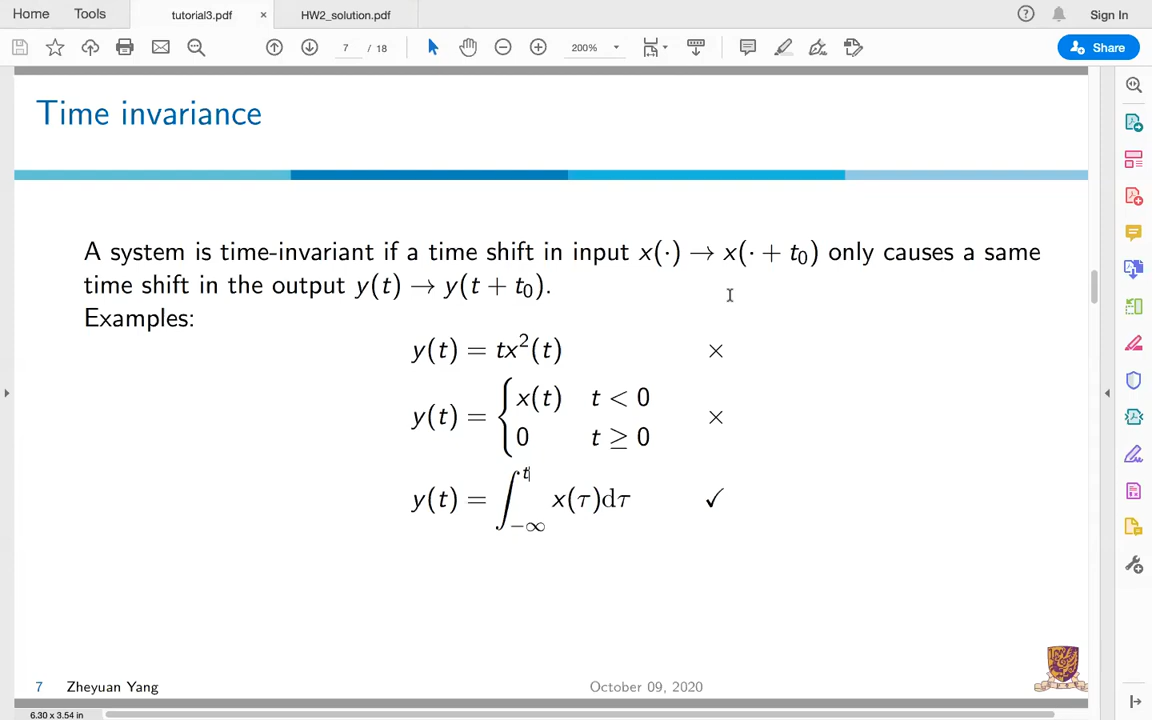 Home Tools tutorial3.pdf × HW2_solution.pdf Sign In
7 / 18 200% Share
Time invariance
A system is time-invariant if a time shift in input x(·) → x(· + t₀) only causes a same
time shift in the output y(t) → y(t + t₀).
Examples:
y(t) = tx²(t) ×
y(t) = { x(t) t < 0
0 t ≥ 0 ×
y(t) = ∫_{-∞}^{t} x(τ)dτ ✓
7 Zheyuan Yang October 09, 2020
6.30 x 3.54 in